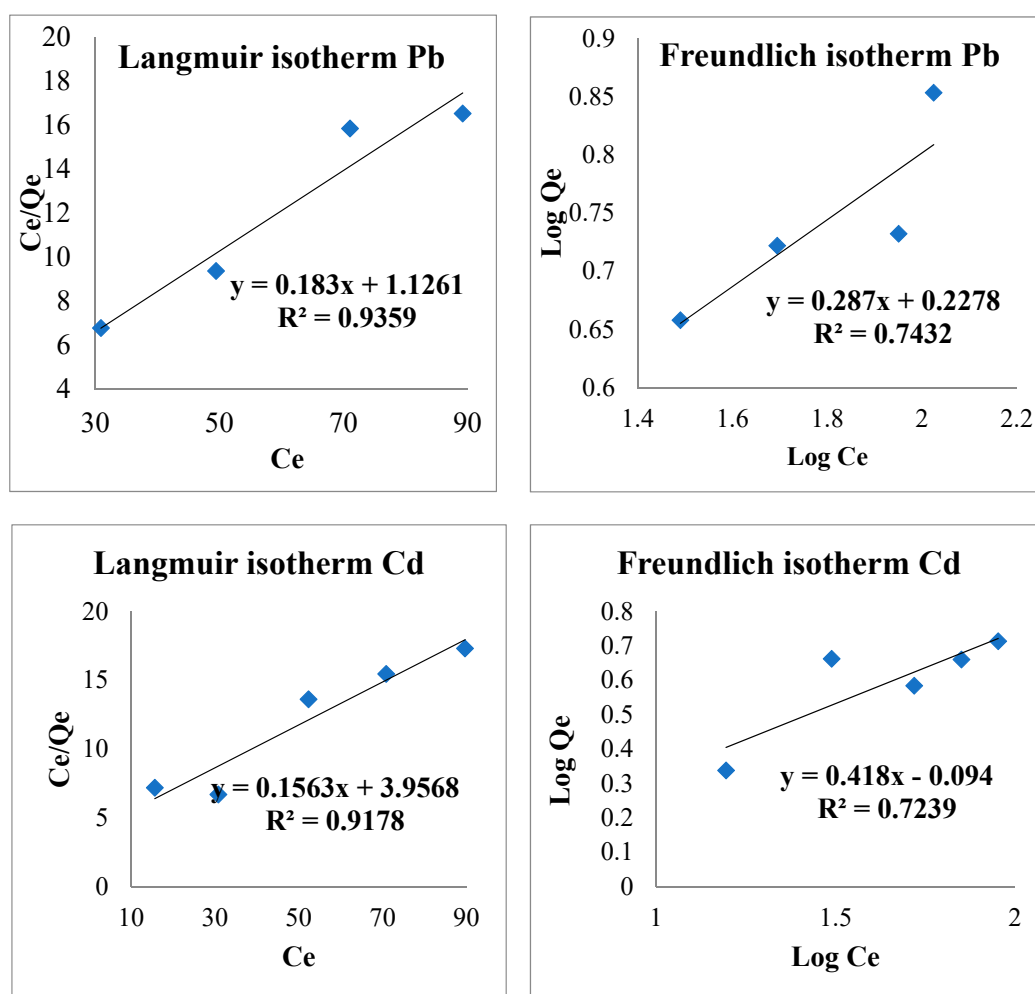 Langmuir isotherm Pb
20
18
16
14
12
10
8
6
4
Ce/Qe
y = 0.183x + 1.1261
R² = 0.9359
30 50 70 90
Ce
Freundlich isotherm Pb
0.9
0.85
0.8
0.75
0.7
0.65
0.6
Log Qe
y = 0.287x + 0.2278
R² = 0.7432
1.4 1.6 1.8 2 2.2
Log Ce
Langmuir isotherm Cd
20
15
10
5
0
Ce/Qe
y = 0.1563x + 3.9568
R² = 0.9178
10 30 50 70 90
Ce
Freundlich isotherm Cd
0.8
0.7
0.6
0.5
0.4
0.3
0.2
0.1
0
Log Qe
y = 0.418x - 0.094
R² = 0.7239
1 1.5 2
Log Ce